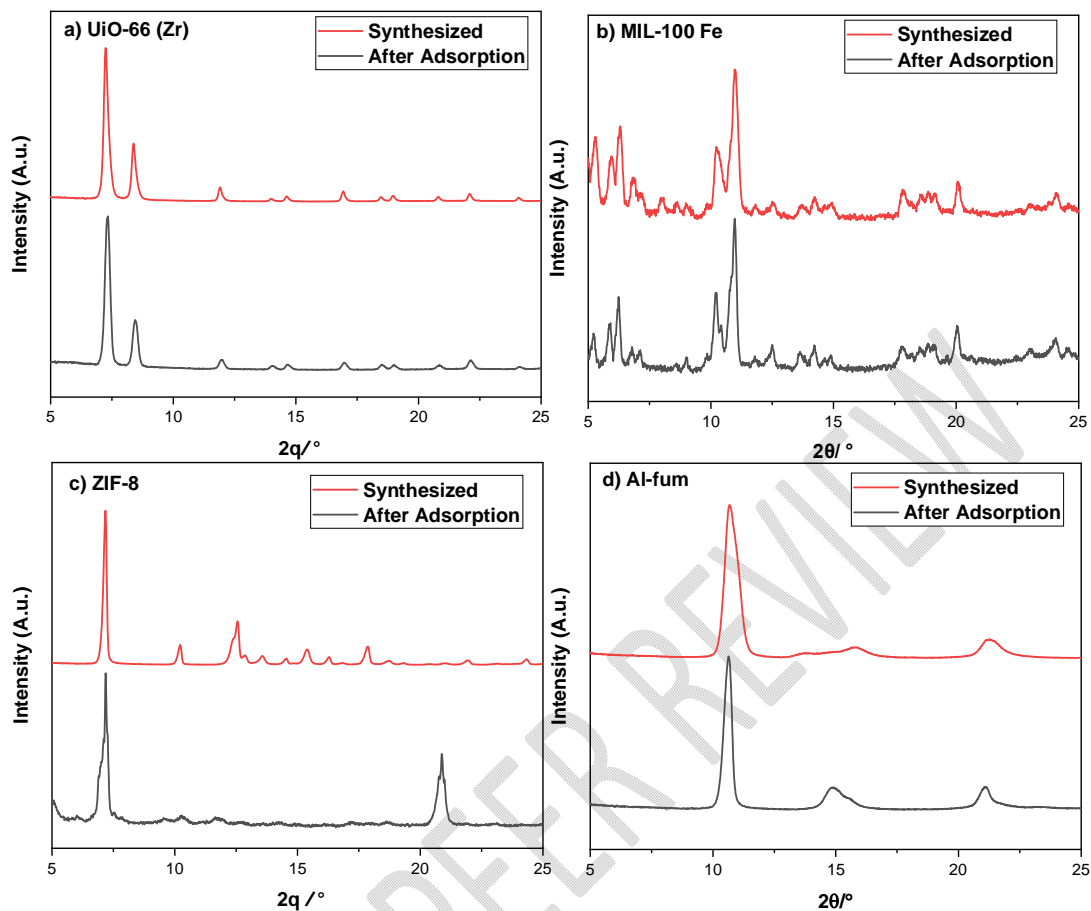 a) UiO-66 (Zr)
Synthesized
After Adsorption
Intensity (A.u.)
5 10 15 20 25
2q/°
b) MIL-100 Fe
Synthesized
After Adsorption
Intensity (A.u.)
5 10 15 20 25
2θ/ °
c) ZIF-8
Synthesized
After Adsorption
Intensity (A.u.)
5 10 15 20 25
2q /°
d) Al-fum
Synthesized
After Adsorption
Intensity (A.u.)
5 10 15 20 25
2θ/°
PEER REVIEW